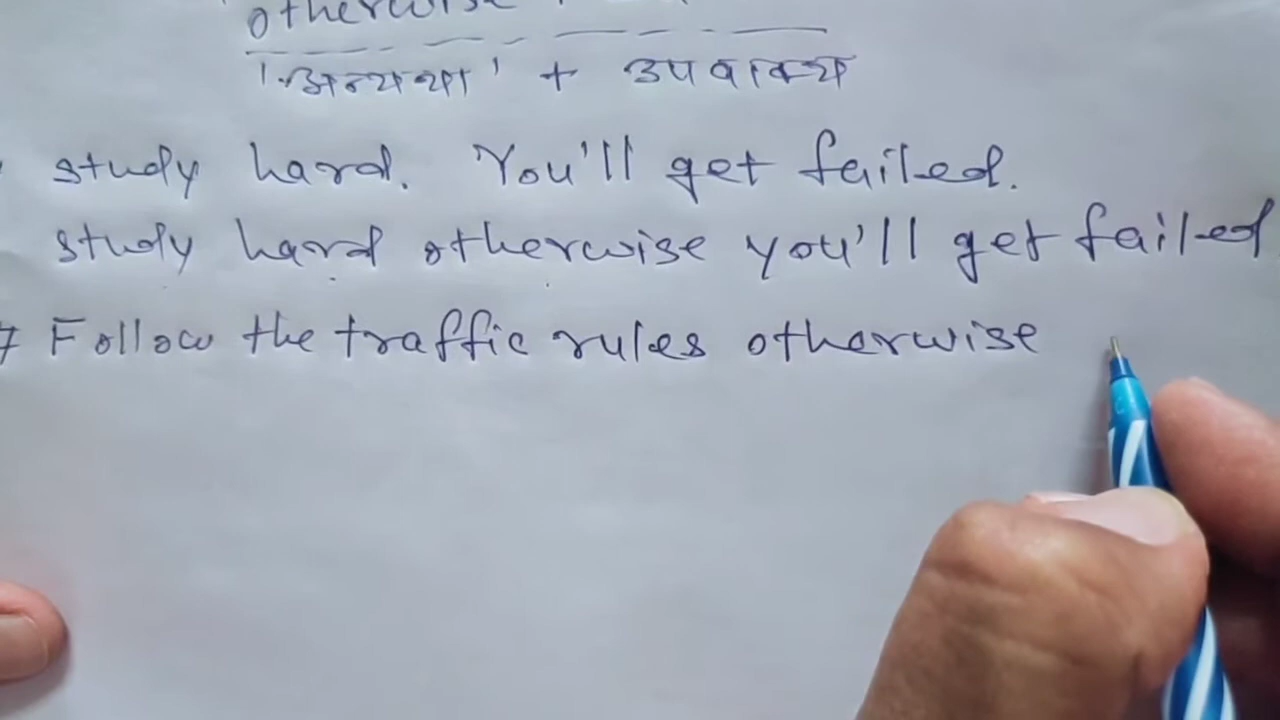 otherwise
'अन्यथा' + उपवाक्य
study hard. You'll get failed.
study hard otherwise you'll get failed
Follow the traffic rules otherwise